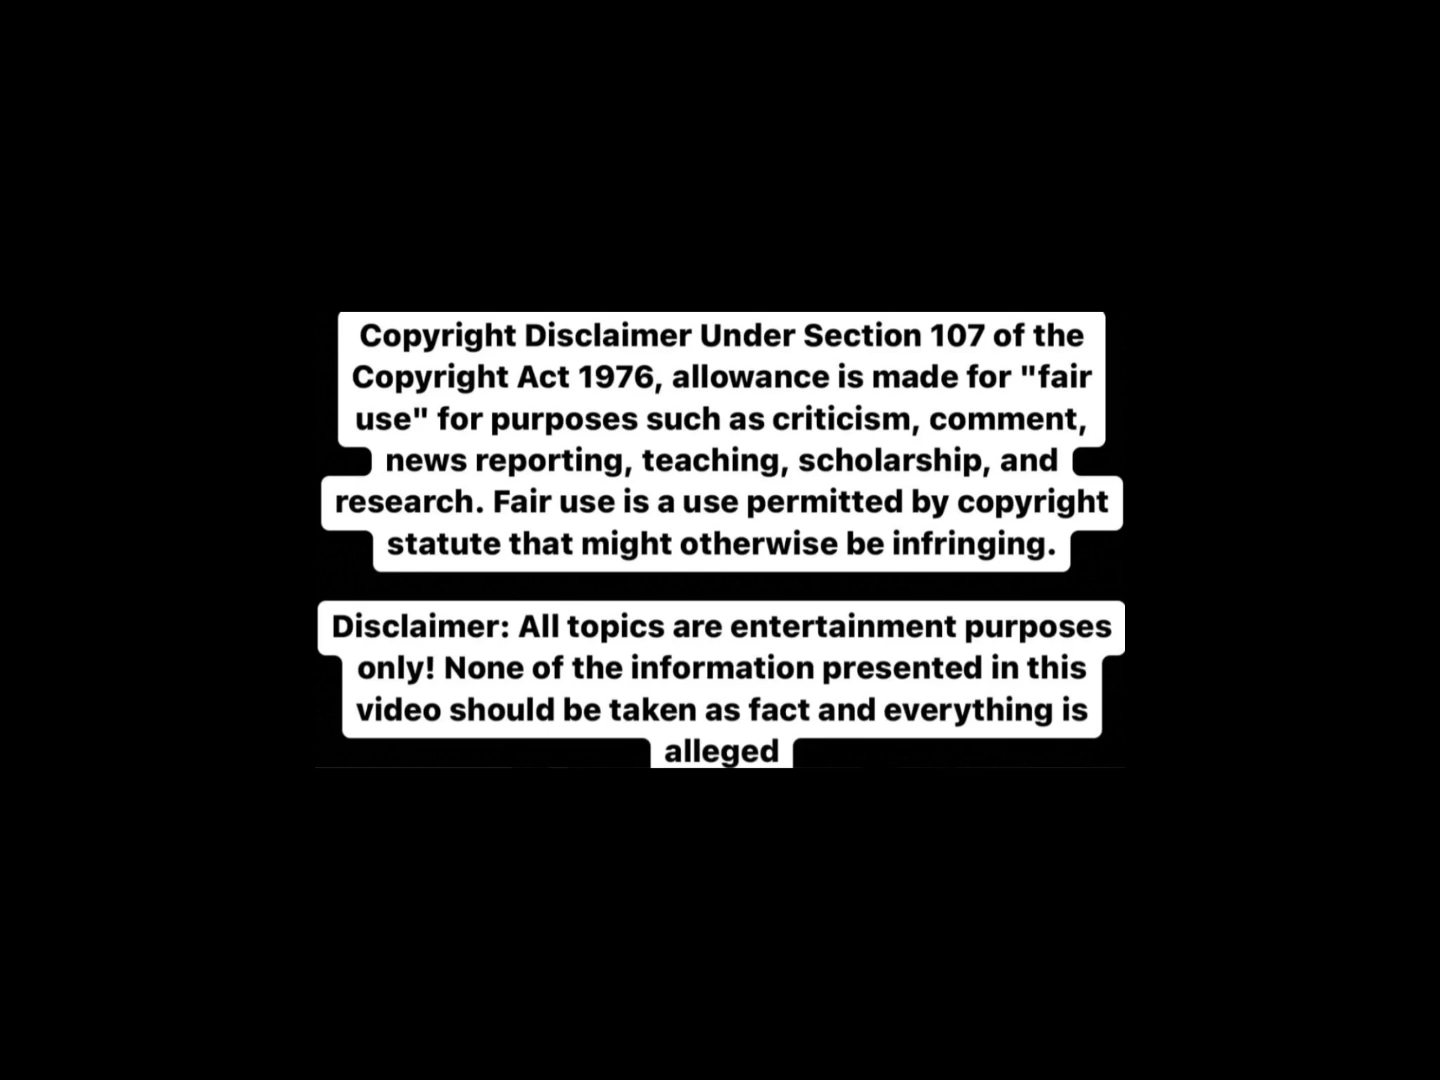 Copyright Disclaimer Under Section 107 of the
Copyright Act 1976, allowance is made for "fair
use" for purposes such as criticism, comment,
news reporting, teaching, scholarship, and
research. Fair use is a use permitted by copyright
statute that might otherwise be infringing.
Disclaimer: All topics are entertainment purposes
only! None of the information presented in this
video should be taken as fact and everything is
alleged